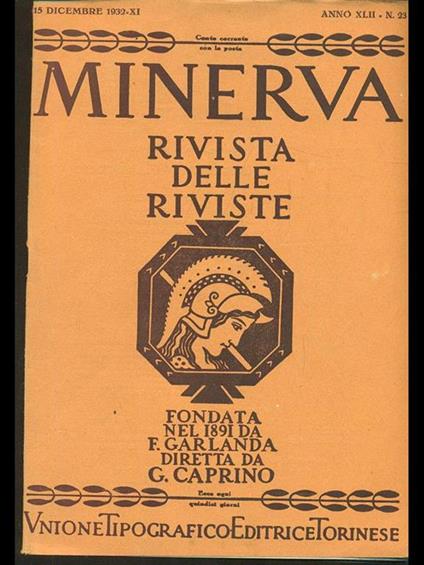 15 DICEMBRE 1932-XI ANNO XLII - N. 23
Conto corrente
con la posta
MINERVA
RIVISTA
DELLE
RIVISTE
FONDATA
NEL 1891 DA
F. GARLANDA
DIRETTA DA
G. CAPRINO
Esce ogni
quindici giorni
VNIONE TIPOGRAFICO EDITRICE TORINESE